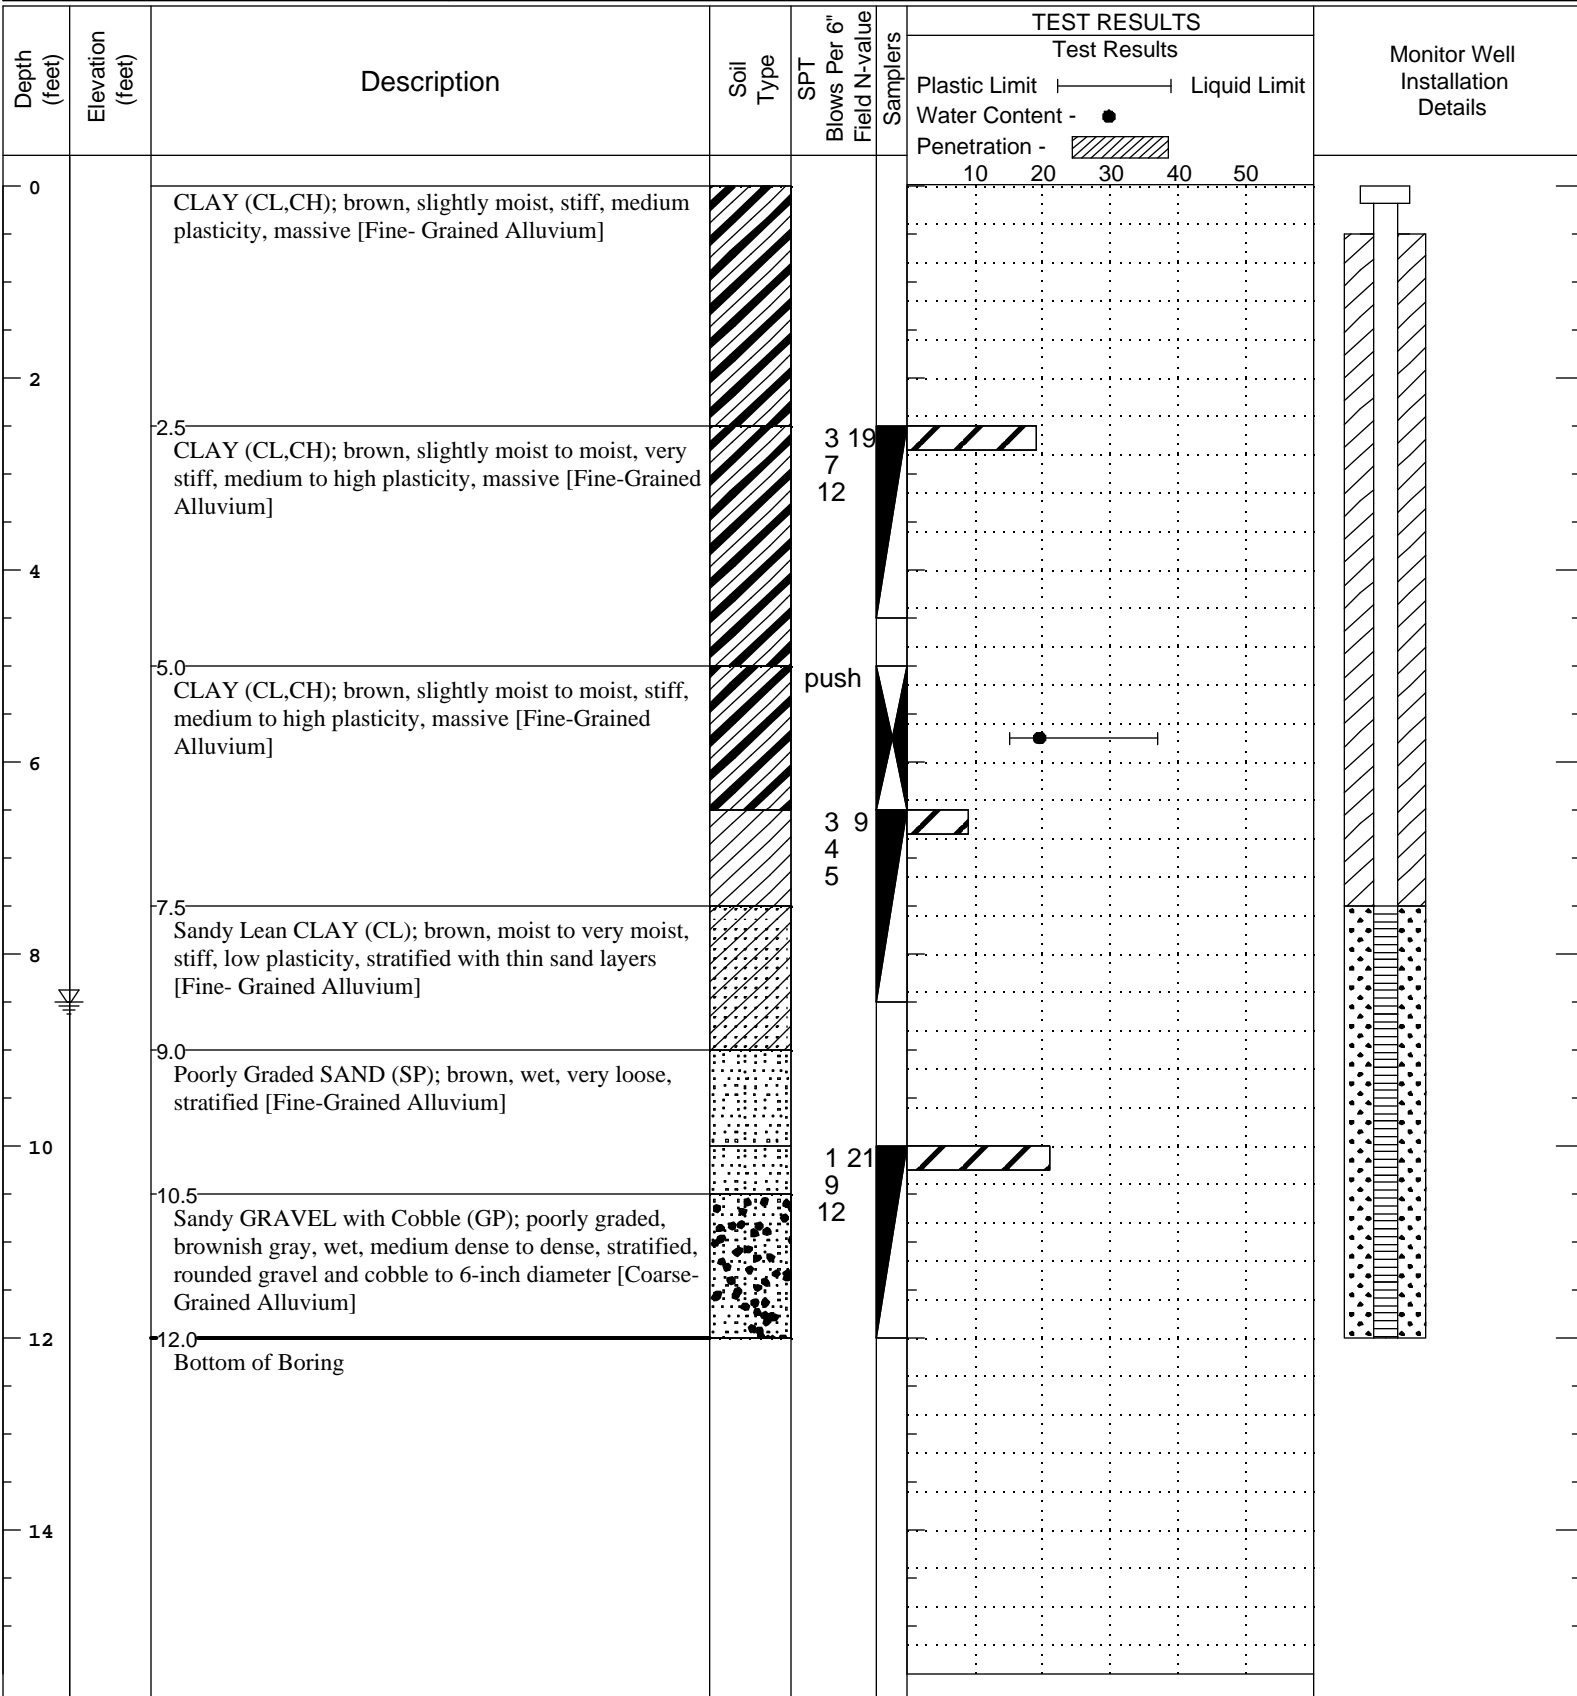 Depth
(feet)
Elevation
(feet)
Description
Soil
Type
SPT
Blows Per 6"
Field N-value
Samplers
TEST RESULTS
Test Results
Plastic Limit
Liquid Limit
Water Content -
Penetration -
10 20 30 40 50
Monitor Well
Installation
Details
0
CLAY (CL,CH); brown, slightly moist, stiff, medium
plasticity, massive [Fine- Grained Alluvium]
2
2.5
CLAY (CL,CH); brown, slightly moist to moist, very
stiff, medium to high plasticity, massive [Fine-Grained
Alluvium]
3 19
7
12
4
5.0
CLAY (CL,CH); brown, slightly moist to moist, stiff,
medium to high plasticity, massive [Fine-Grained
Alluvium]
push
6
3 9
4
5
7.5
Sandy Lean CLAY (CL); brown, moist to very moist,
stiff, low plasticity, stratified with thin sand layers
[Fine- Grained Alluvium]
8
9.0
Poorly Graded SAND (SP); brown, wet, very loose,
stratified [Fine-Grained Alluvium]
10
1 21
9
12
10.5
Sandy GRAVEL with Cobble (GP); poorly graded,
brownish gray, wet, medium dense to dense, stratified,
rounded gravel and cobble to 6-inch diameter [Coarse-
Grained Alluvium]
12
12.0
Bottom of Boring
14